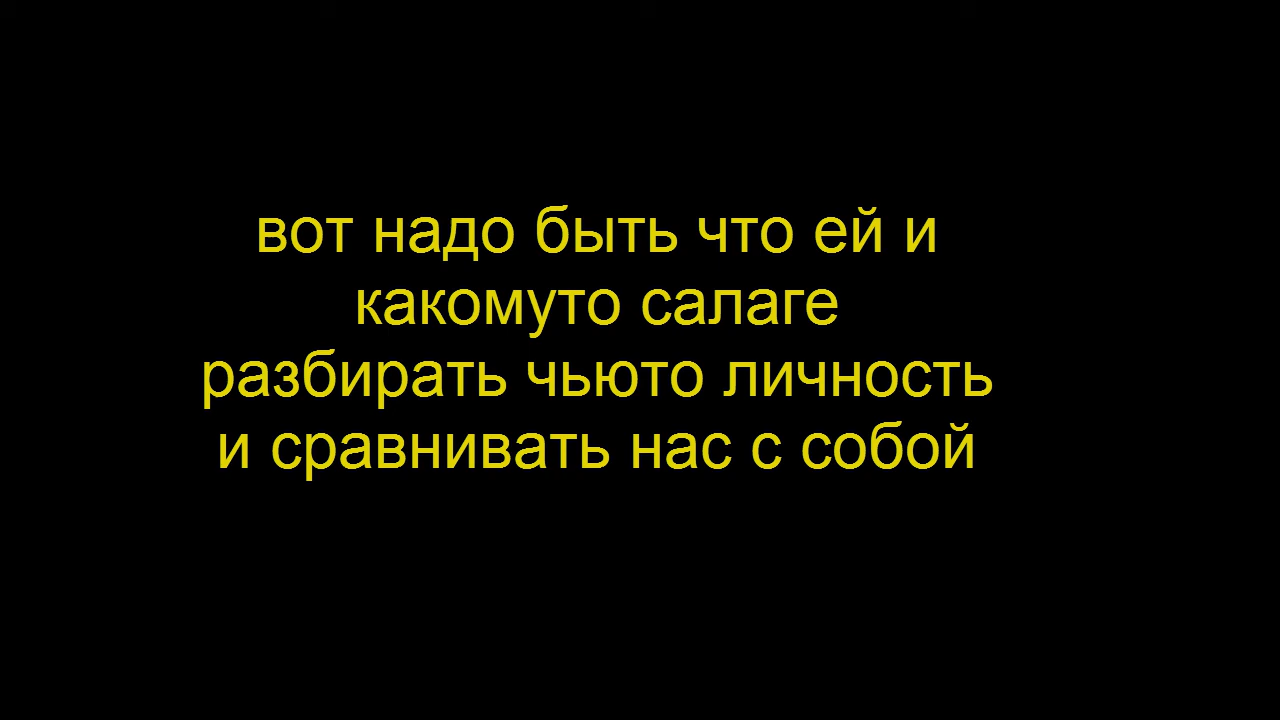 вот надо быть что ей и
какомуто салаге
разбирать чьюто личность
и сравнивать нас с собой